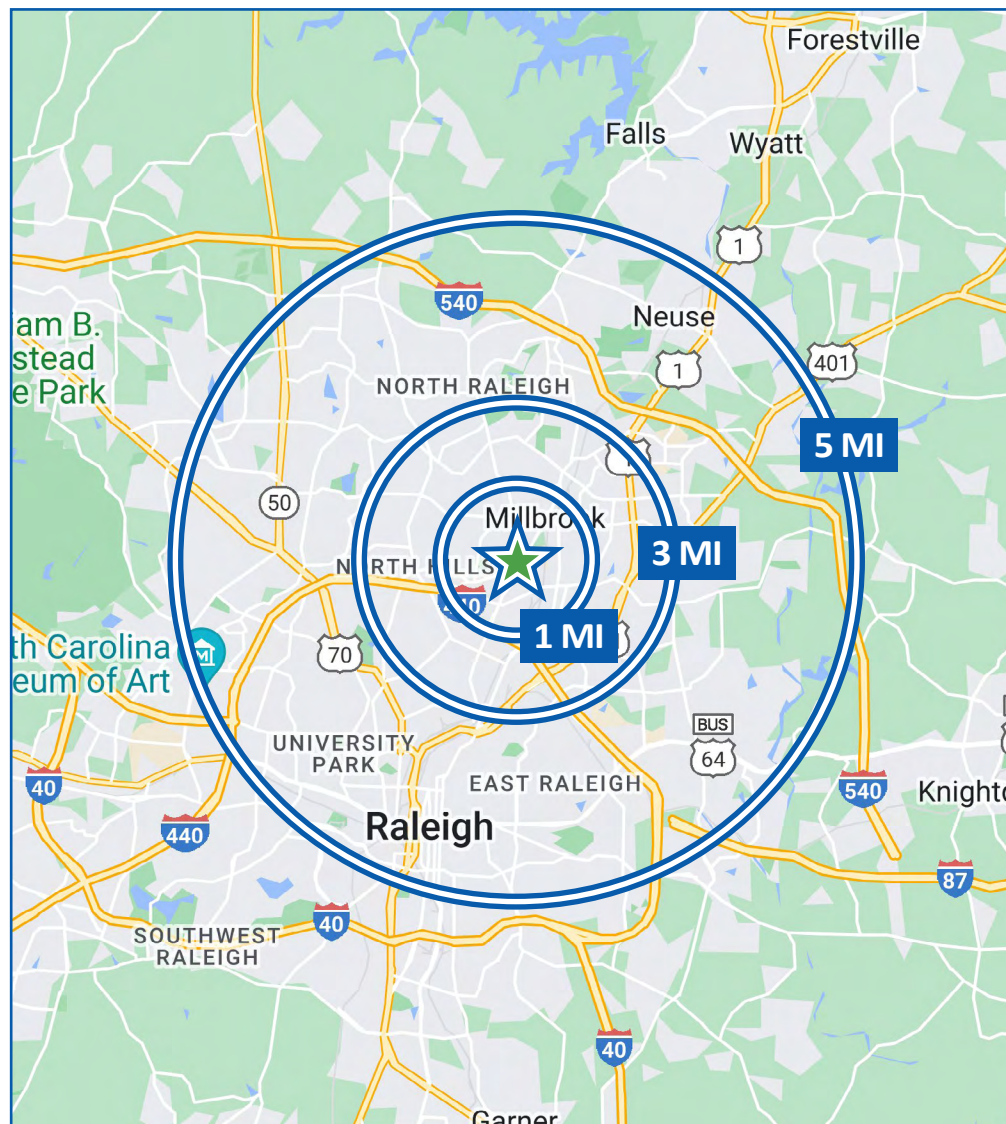 Forestville
Falls
Wyatt
1
540
Neuse
am B.
stead
e Park
1
401
NORTH RALEIGH
5 MI
50
Millbrook
3 MI
NORTH HILLS
1 MI
th Carolina
eum of Art
M
70
BUS
64
UNIVERSITY
PARK
EAST RALEIGH
40
540
Knight
Raleigh
440
87
40
SOUTHWEST
RALEIGH
40
Garner